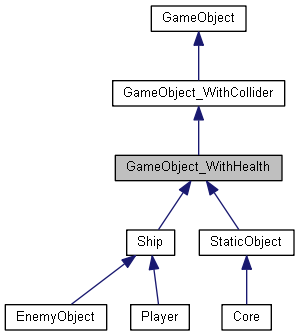 GameObject
GameObject_WithCollider
GameObject_WithHealth
Ship
StaticObject
EnemyObject
Player
Core